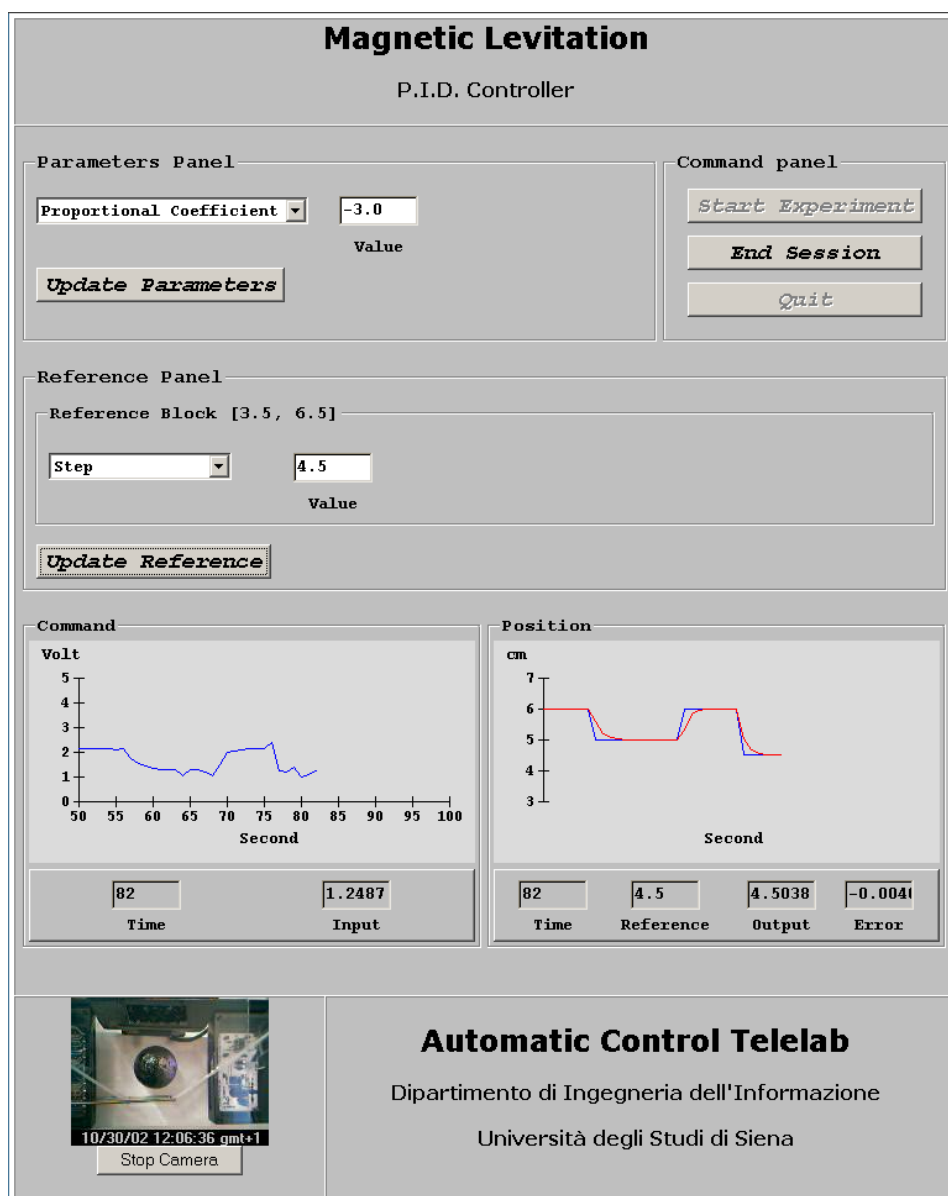 Magnetic Levitation
P.I.D. Controller
Parameters Panel
Proportional Coefficient
-3.0
Value
Update Parameters
Command panel
Start Experiment
End Session
Quit
Reference Panel
Reference Block [3.5, 6.5]
Step
4.5
Value
Update Reference
Command
Volt
5
4
3
2
1
0
50 55 60 65 70 75 80 85 90 95 100
Second
82
Time
1.2487
Input
Position
cm
7
6
5
4
3
Second
82
Time
4.5
Reference
4.5038
Output
-0.004
Error
10/30/02 12:06:36 gmt+1
Stop Camera
Automatic Control Telelab
Dipartimento di Ingegneria dell'Informazione
Università degli Studi di Siena